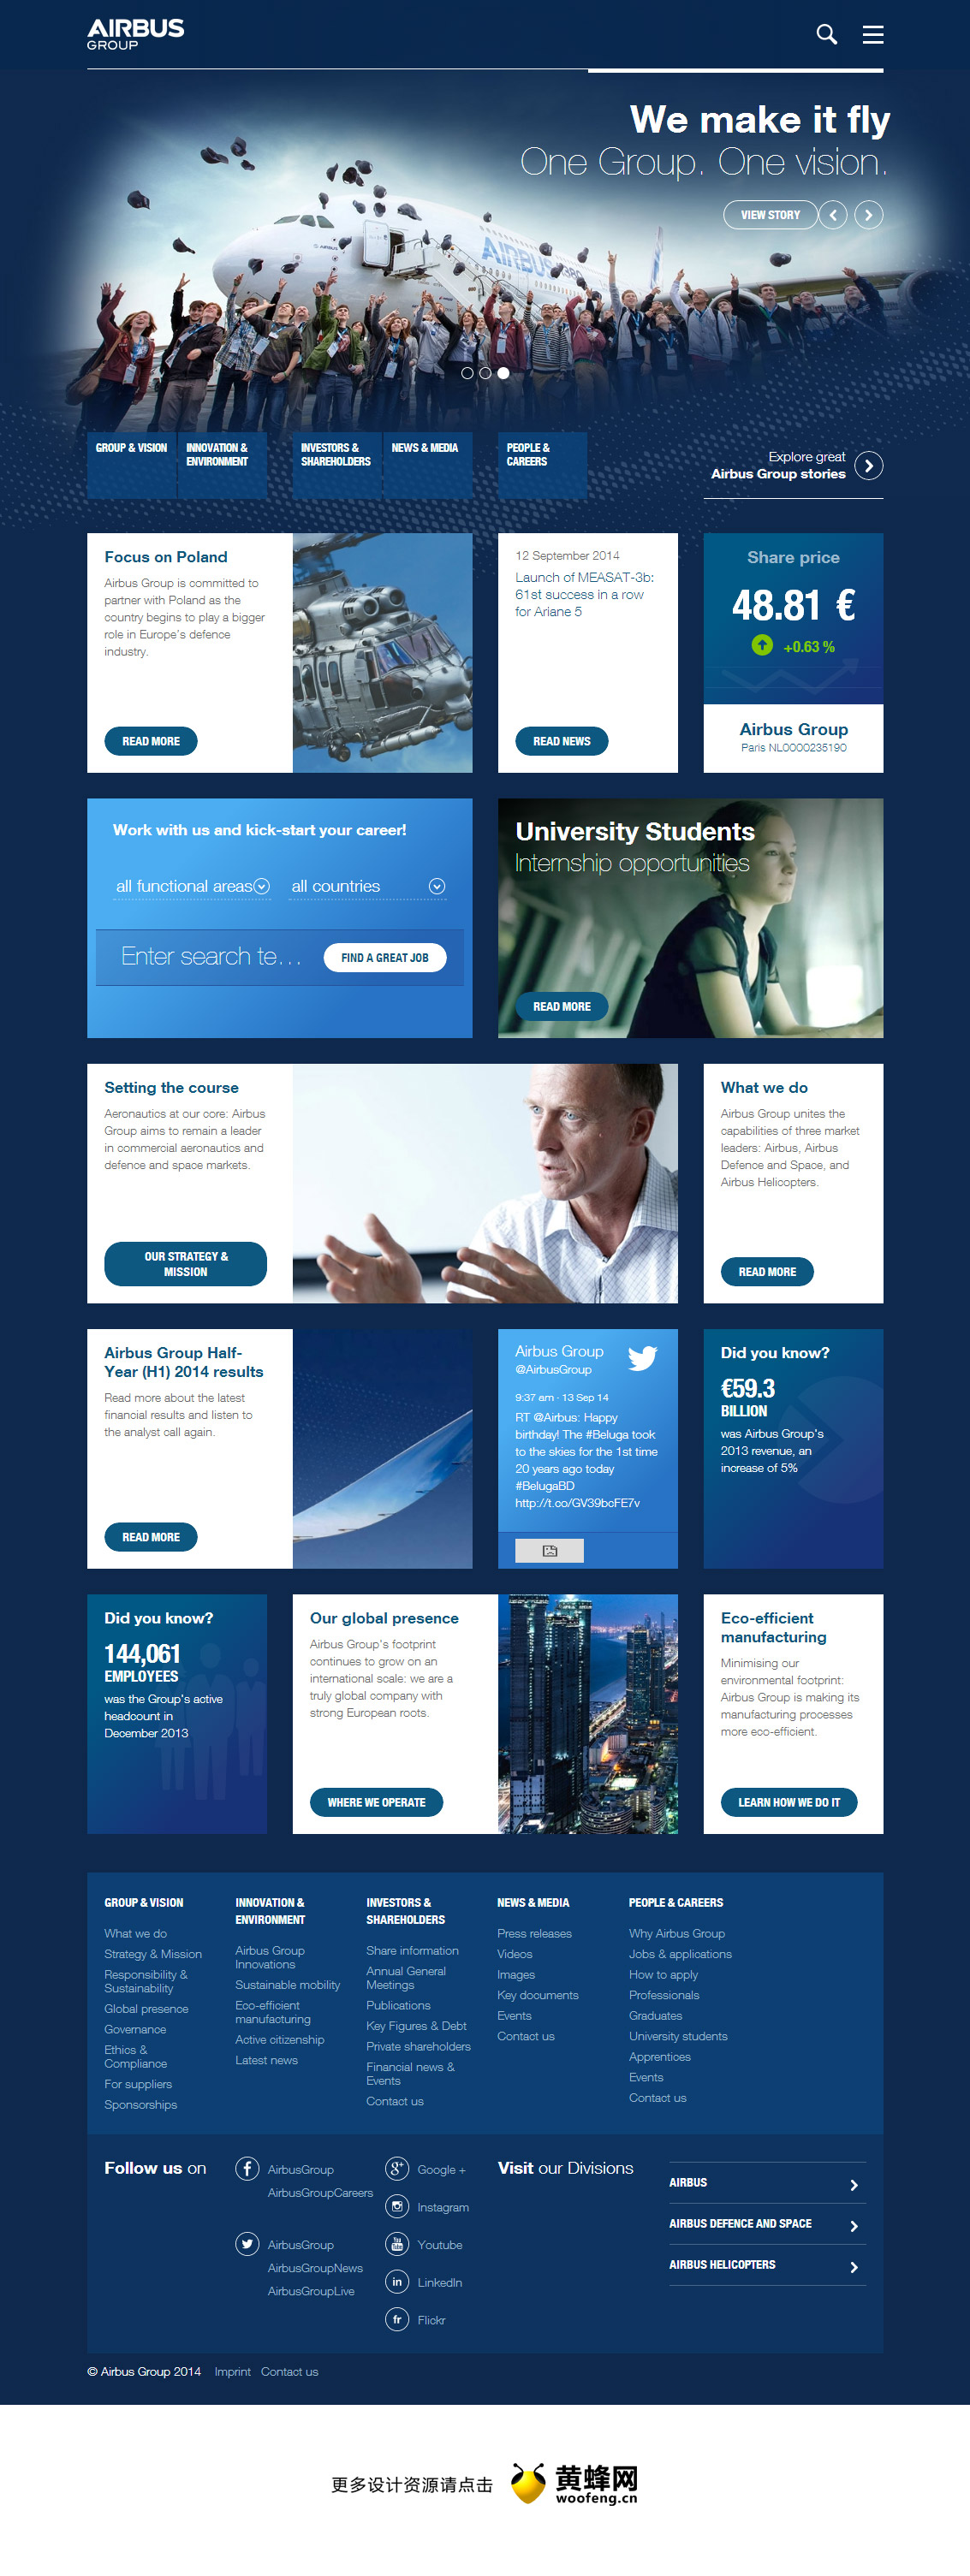 AIRBUS
GROUP
We make it fly
One Group. One vision.
VIEW STORY
AIRBUS
AIRBUS A380
GROUP & VISION
INNOVATION &
ENVIRONMENT
INVESTORS &
SHAREHOLDERS
NEWS & MEDIA
PEOPLE &
CAREERS
Explore great
Airbus Group stories
Focus on Poland
Airbus Group is committed to
partner with Poland as the
country begins to play a bigger
role in Europe's defence
industry.
READ MORE
12 September 2014
Launch of MEASAT-3b:
61st success in a row
for Ariane 5
READ NEWS
Share price
48.81 €
+0.63 %
Airbus Group
Paris NL0000235190
Work with us and kick-start your career!
all functional areas
all countries
Enter search te...
FIND A GREAT JOB
University Students
Internship opportunities
READ MORE
Setting the course
Aeronautics at our core: Airbus
Group aims to remain a leader
in commercial aeronautics and
defence and space markets.
OUR STRATEGY &
MISSION
What we do
Airbus Group unites the
capabilities of three market
leaders: Airbus, Airbus
Defence and Space, and
Airbus Helicopters.
READ MORE
Airbus Group Half-
Year (H1) 2014 results
Read more about the latest
financial results and listen to
the analyst call again.
READ MORE
Airbus Group
@AirbusGroup
9:37 am · 13 Sep 14
RT @Airbus: Happy
birthday! The #Beluga took
to the skies for the 1st time
20 years ago today
#BelugaBD
http://t.co/GV39bcFE7v
Did you know?
€59.3
BILLION
was Airbus Group's
2013 revenue, an
increase of 5%
Did you know?
144,061
EMPLOYEES
was the Group's active
headcount in
December 2013
Our global presence
Airbus Group's footprint
continues to grow on an
international scale: we are a
truly global company with
strong European roots.
WHERE WE OPERATE
Eco-efficient
manufacturing
Minimising our
environmental footprint:
Airbus Group is making its
manufacturing processes
more eco-efficient.
LEARN HOW WE DO IT
GROUP & VISION
What we do
Strategy & Mission
Responsibility &
Sustainability
Global presence
Governance
Ethics &
Compliance
For suppliers
Sponsorships
INNOVATION &
ENVIRONMENT
Airbus Group
Innovations
Sustainable mobility
Eco-efficient
manufacturing
Active citizenship
Latest news
INVESTORS &
SHAREHOLDERS
Share information
Annual General
Meetings
Publications
Key Figures & Debt
Private shareholders
Financial news &
Events
Contact us
NEWS & MEDIA
Press releases
Videos
Images
Key documents
Events
Contact us
PEOPLE & CAREERS
Why Airbus Group
Jobs & applications
How to apply
Professionals
Graduates
University students
Apprentices
Events
Contact us
Follow us on
AirbusGroup
AirbusGroupCareers
AirbusGroup
AirbusGroupNews
AirbusGroupLive
Google +
Instagram
Youtube
LinkedIn
Flickr
Visit our Divisions
AIRBUS
AIRBUS DEFENCE AND SPACE
AIRBUS HELICOPTERS
© Airbus Group 2014 Imprint Contact us
更多设计资源请点击
黄蜂网
woofeng.cn